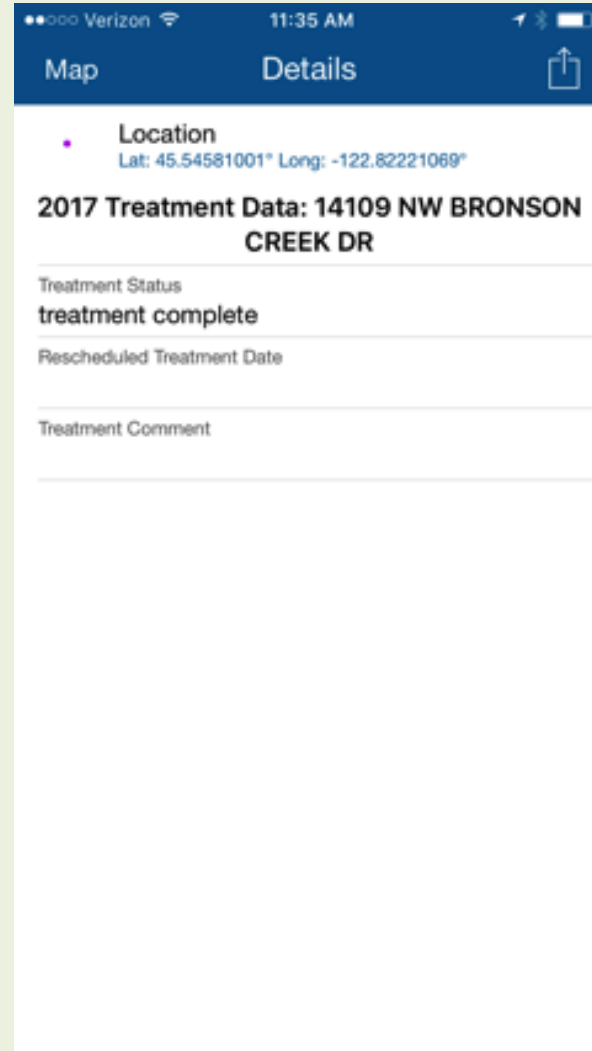 Verizon 11:35 AM
Map Details
Location
Lat: 45.54581001° Long: -122.82221069°
2017 Treatment Data: 14109 NW BRONSON
CREEK DR
Treatment Status
treatment complete
Rescheduled Treatment Date
Treatment Comment